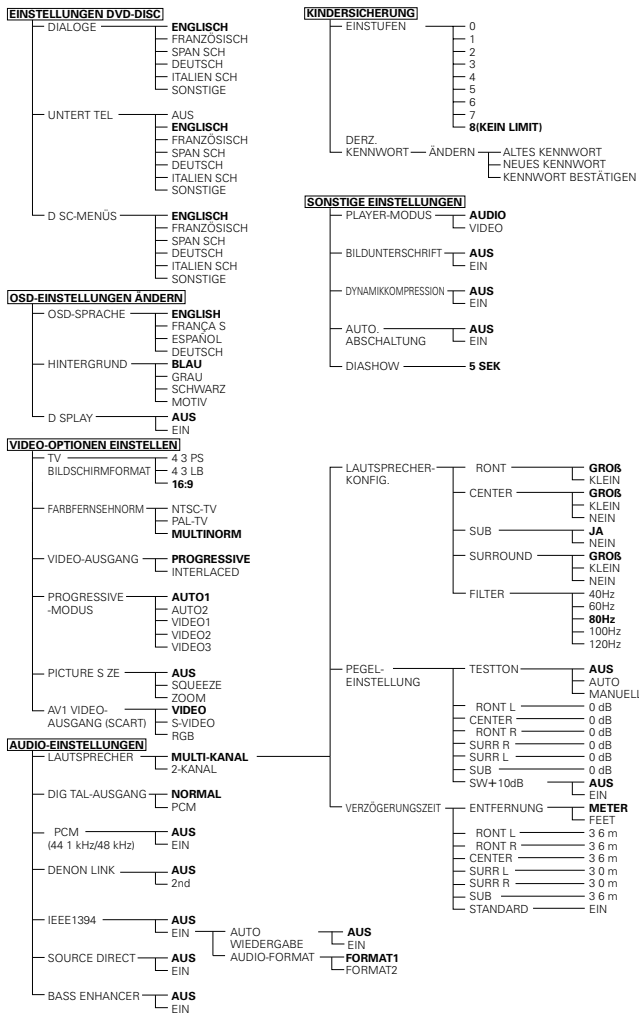 EINSTELLUNGEN DVD-DISC
DIALOGE
ENGLISCH
FRANZÖSISCH
SPAN SCH
DEUTSCH
ITALIEN SCH
SONSTIGE
UNTERT TEL
AUS
ENGLISCH
FRANZÖSISCH
SPAN SCH
DEUTSCH
ITALIEN SCH
SONSTIGE
D SC-MENÜS
ENGLISCH
FRANZÖSISCH
SPAN SCH
DEUTSCH
ITALIEN SCH
SONSTIGE
OSD-EINSTELLUNGEN ÄNDERN
OSD-SPRACHE
ENGLISH
FRANÇA S
ESPAÑOL
DEUTSCH
HINTERGRUND
BLAU
GRAU
SCHWARZ
MOTIV
D SPLAY
AUS
EIN
VIDEO-OPTIONEN EINSTELLEN
TV
BILDSCHIRMFORMAT
4 3 PS
4 3 LB
16:9
FARBFERNSEHNORM
NTSC-TV
PAL-TV
MULTINORM
VIDEO-AUSGANG
PROGRESSIVE
INTERLACED
PROGRESSIVE
-MODUS
AUTO1
AUTO2
VIDEO1
VIDEO2
VIDEO3
PICTURE S ZE
AUS
SQUEEZE
ZOOM
AV1 VIDEO-
AUSGANG (SCART)
VIDEO
S-VIDEO
RGB
AUDIO-EINSTELLUNGEN
LAUTSPRECHER
MULTI-KANAL
2-KANAL
DIG TAL-AUSGANG
NORMAL
PCM
PCM
(44 1 kHz/48 kHz)
AUS
EIN
DENON LINK
AUS
2nd
IEEE1394
AUS
EIN
AUTO
WIEDERGABE
AUS
EIN
AUDIO-FORMAT
FORMAT1
FORMAT2
SOURCE DIRECT
AUS
EIN
BASS ENHANCER
AUS
EIN
KINDERSICHERUNG
EINSTUFEN
0
1
2
3
4
5
6
7
8(KEIN LIMIT)
DERZ.
KENNWORT
ÄNDERN
ALTES KENNWORT
NEUES KENNWORT
KENNWORT BESTÄTIGEN
SONSTIGE EINSTELLUNGEN
PLAYER-MODUS
AUDIO
VIDEO
BILDUNTERSCHRIFT
AUS
EIN
DYNAMIKKOMPRESSION
AUS
EIN
AUTO.
ABSCHALTUNG
AUS
EIN
DIASHOW
5 SEK
LAUTSPRECHER-
KONFIG.
RONT
GROß
KLEIN
CENTER
GROß
KLEIN
NEIN
SUB
JA
NEIN
SURROUND
GROß
KLEIN
NEIN
FILTER
40Hz
60Hz
80Hz
100Hz
120Hz
PEGEL-
EINSTELLUNG
TESTTON
AUS
AUTO
MANUELL
RONT L 0 dB
CENTER 0 dB
RONT R 0 dB
SURR R 0 dB
SURR L 0 dB
SUB 0 dB
SW+10dB
AUS
EIN
VERZÖGERUNGSZEIT
ENTFERNUNG
METER
FEET
RONT L 3 6 m
RONT R 3 6 m
CENTER 3 6 m
SURR L 3 0 m
SURR R 3 0 m
SUB 3 6 m
STANDARD EIN